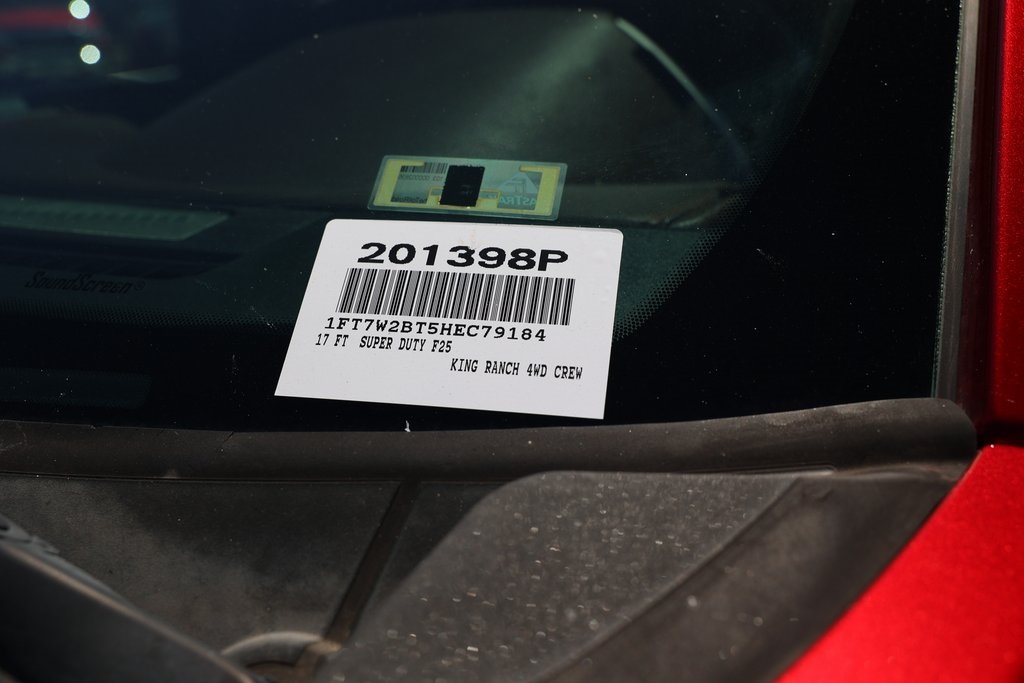 201398P
1FT7W2BT5HEC79184
17 FT SUPER DUTY F25
KING RANCH 4WD CREW
SoundScreen®